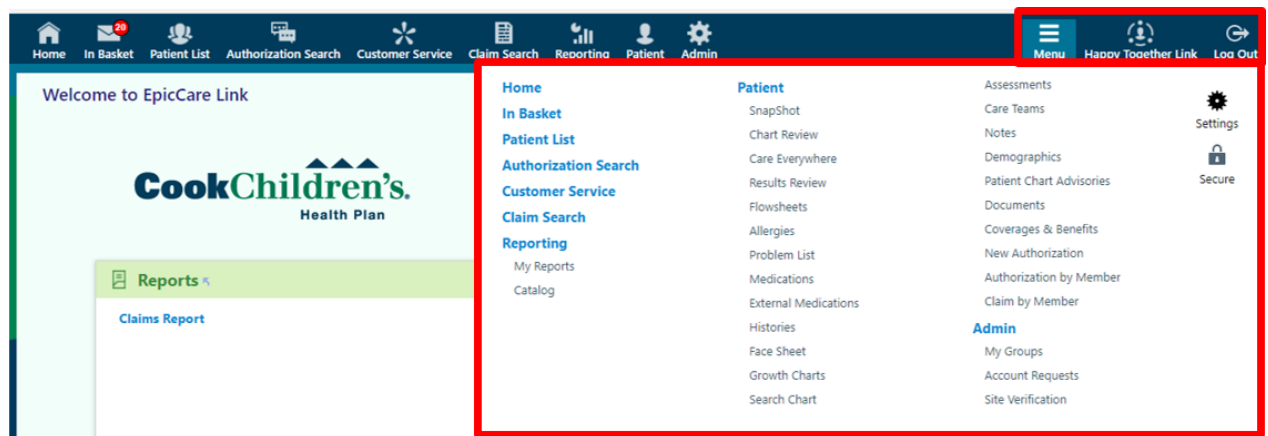 20
Home In Basket Patient List Authorization Search Customer Service Claim Search Reporting Patient Admin Menu Happy Together Link Log Out
Welcome to EpicCare Link
CookChildren's.
Health Plan
Reports
Claims Report
Home
In Basket
Patient List
Authorization Search
Customer Service
Claim Search
Reporting
My Reports
Catalog
Patient
SnapShot
Chart Review
Care Everywhere
Results Review
Flowsheets
Allergies
Problem List
Medications
External Medications
Histories
Face Sheet
Growth Charts
Search Chart
Assessments
Care Teams
Notes
Demographics
Patient Chart Advisories
Documents
Coverages & Benefits
New Authorization
Authorization by Member
Claim by Member
Admin
My Groups
Account Requests
Site Verification
Settings
Secure